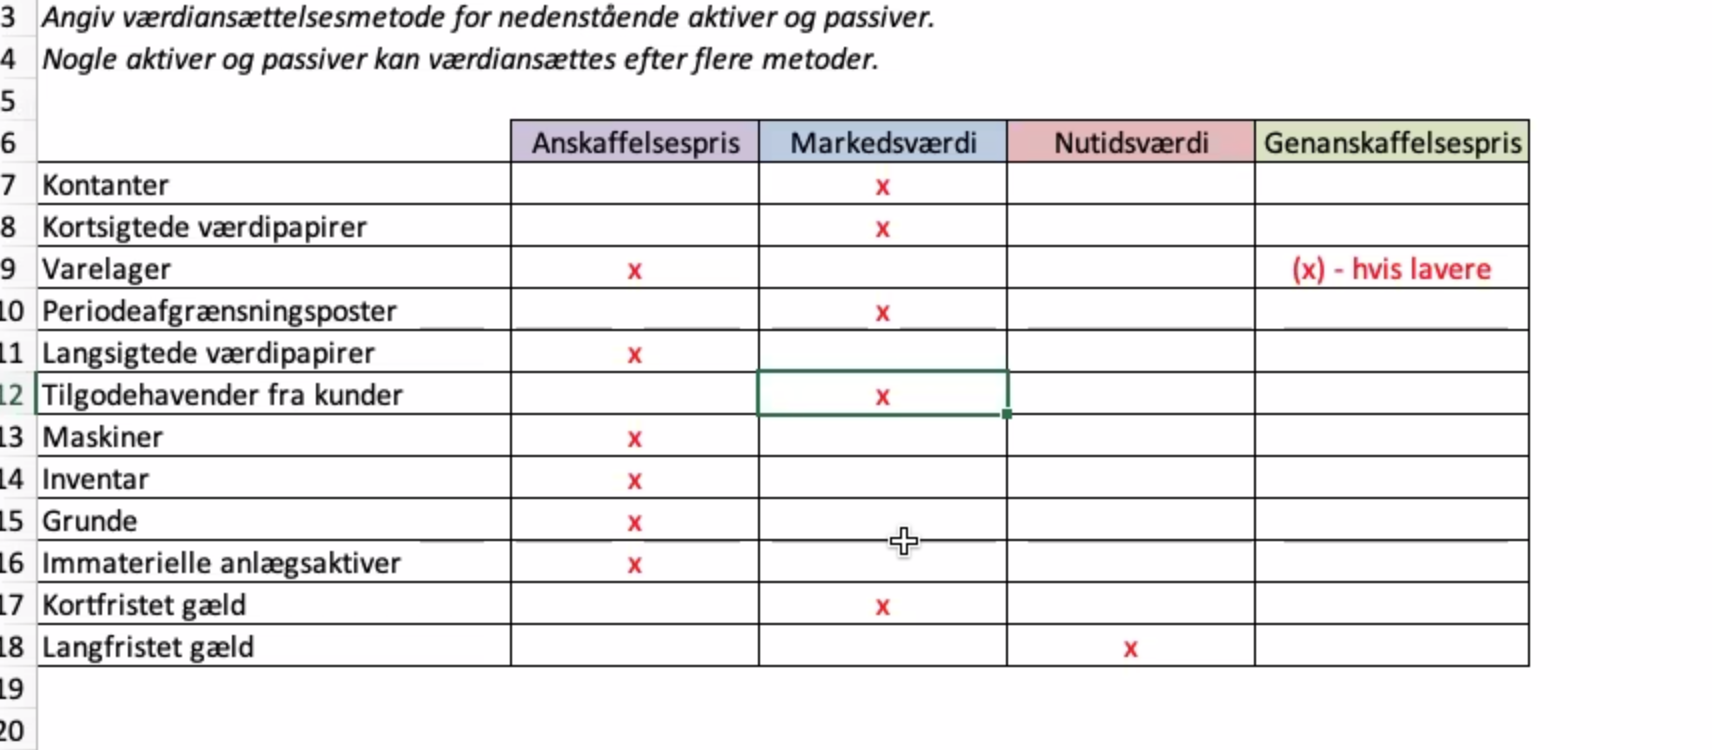 3 Angiv værdiansættelsesmetode for nedenstående aktiver og passiver.
4 Nogle aktiver og passiver kan værdiansættes efter flere metoder.
5
6 Anskaffelsespris Markedsværdi Nutidsværdi Genanskaffelsespris
7 Kontanter x
8 Kortsigtede værdipapirer x
9 Varelager x (x) - hvis lavere
10 Periodeafgrænsningsposter x
11 Langsigtede værdipapirer x
12 Tilgodehavender fra kunder x
13 Maskiner x
14 Inventar x
15 Grunde x
16 Immaterielle anlægsaktiver x
17 Kortfristet gæld x
18 Langfristet gæld x
19
20